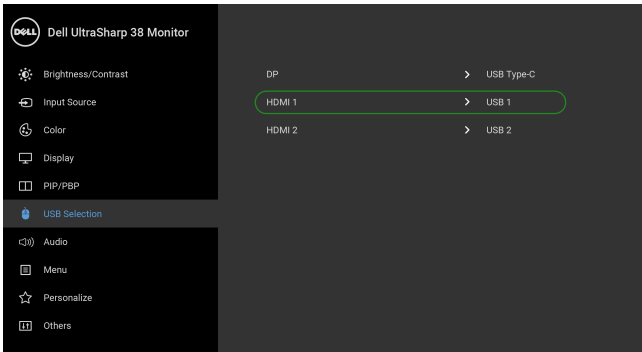 DELL Dell UltraSharp 38 Monitor
Brightness/Contrast
DP USB Type-C
Input Source
HDMI 1 USB 1
Color
HDMI 2 USB 2
Display
PIP/PBP
USB Selection
Audio
Menu
Personalize
Others